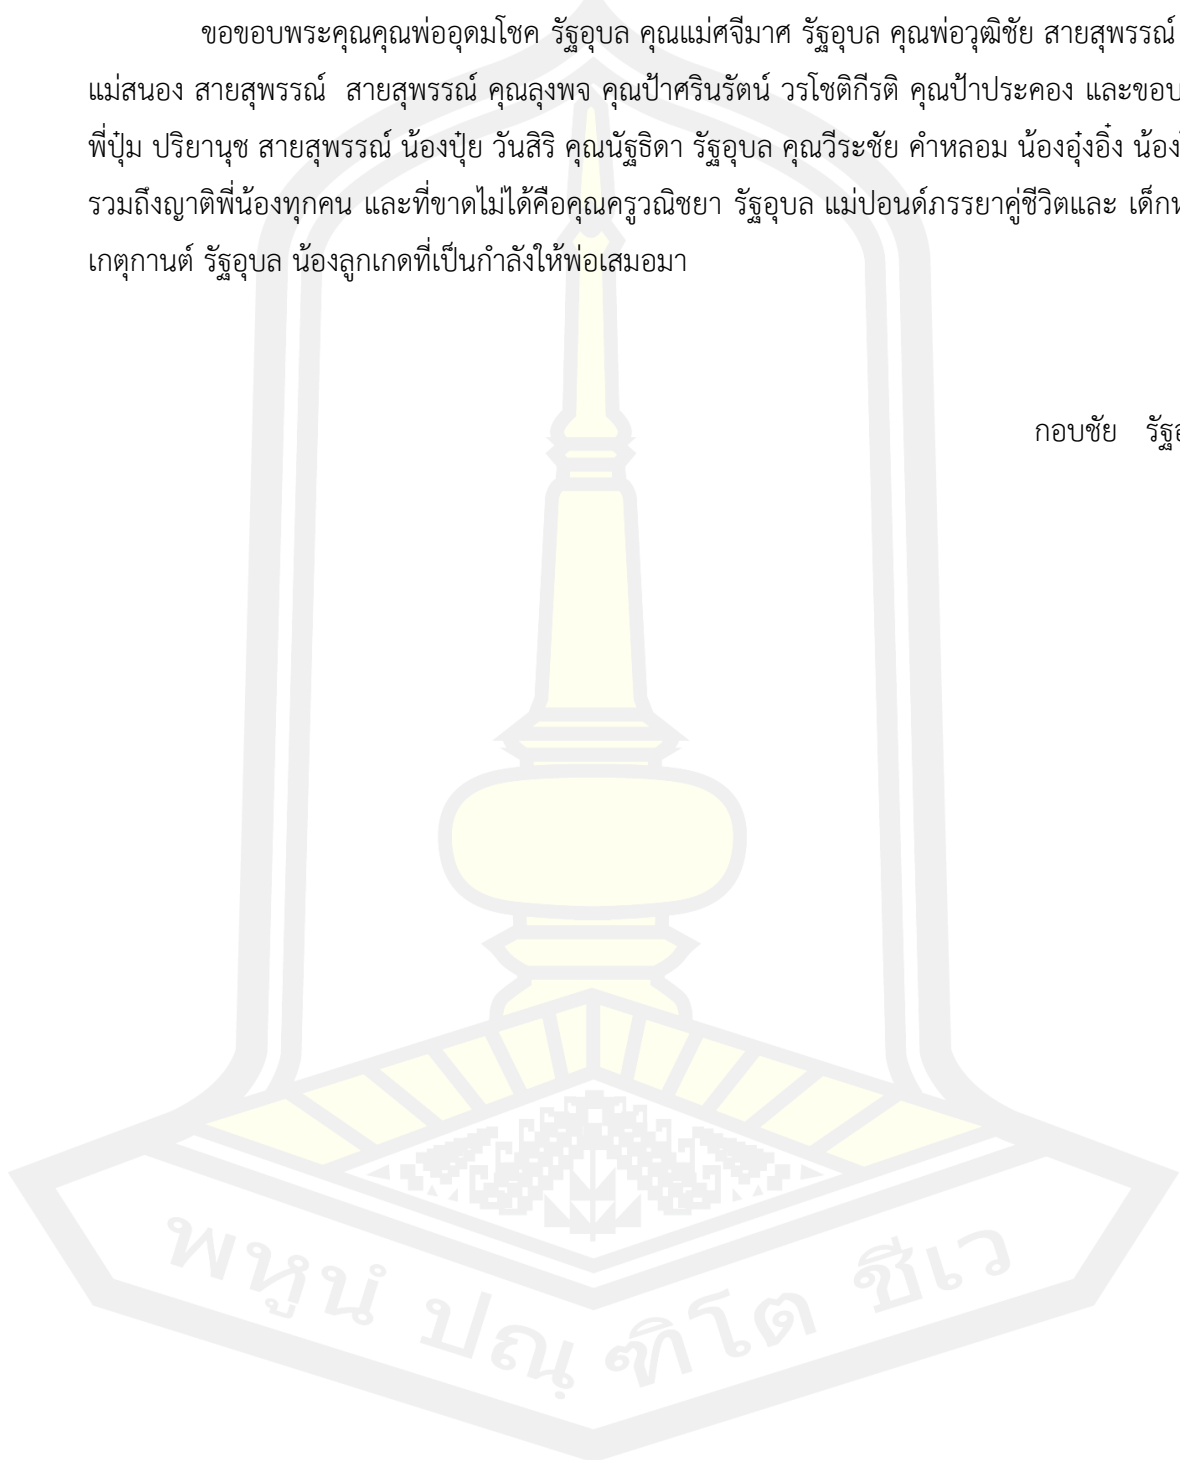 ขอขอบพระคุณคุณพ่ออุดมโชค รัฐอุบล คุณแม่ศจีมาศ รัฐอุบล คุณพ่อวุฒิชัย สายสุพรรณ์
แม่สนอง สายสุพรรณ์  สายสุพรรณ์ คุณลุงพจ คุณป้าศรินรัตน์ วรโชติกีรติ คุณป้าประคอง และขอบ
พี่ปุ๋ม ปริยานุช สายสุพรรณ์ น้องปุ๋ย วันสิริ คุณนัฐธิดา รัฐอุบล คุณวีระชัย คำหลอม น้องอุ๋งอิ๋ง
รวมถึงญาติพี่น้องทุกคน และที่ขาดไม่ได้คือคุณครูวณิชยา รัฐอุบล แม่ปอนด์ภรรยาคู่ชีวิตและ
เกตุกานต์ รัฐอุบล น้องลูกเกดที่เป็นกำลังให้พ่อเสมอมา
กอบชัย
พหูนํ ปณฺฑิโต ชีเว